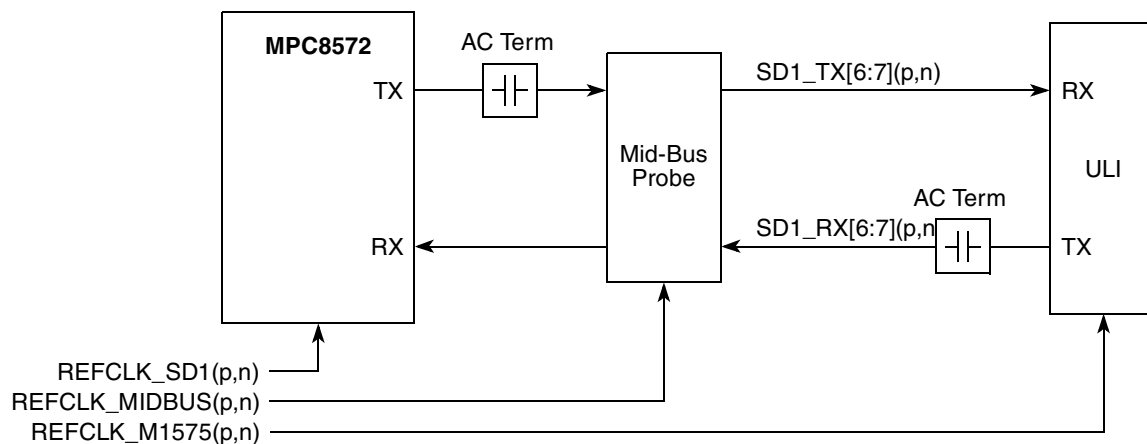 MPC8572
AC Term
TX
SD1_TX[6:7](p,n)
RX
Mid-Bus
Probe
ULI
AC Term
SD1_RX[6:7](p,n
RX
TX
REFCLK_SD1(p,n)
REFCLK_MIDBUS(p,n)
REFCLK_M1575(p,n)